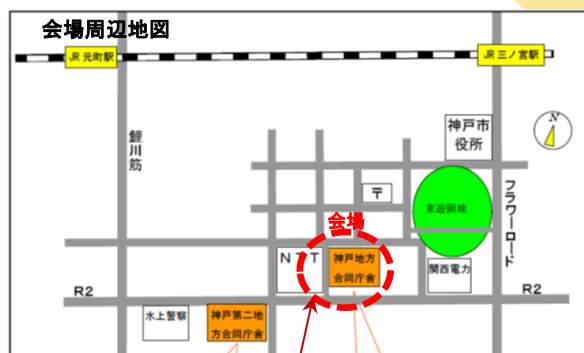 会場周辺地図
JR 元町駅
JR 三ノ宮駅
N
神戸市
役所
鯉川筋
〒
東遊園地
フラワーロード
会場
NTT
神戸地方
合同庁舎
関西電力
R2
R2
水上警察
神戸第二地
方合同庁舎